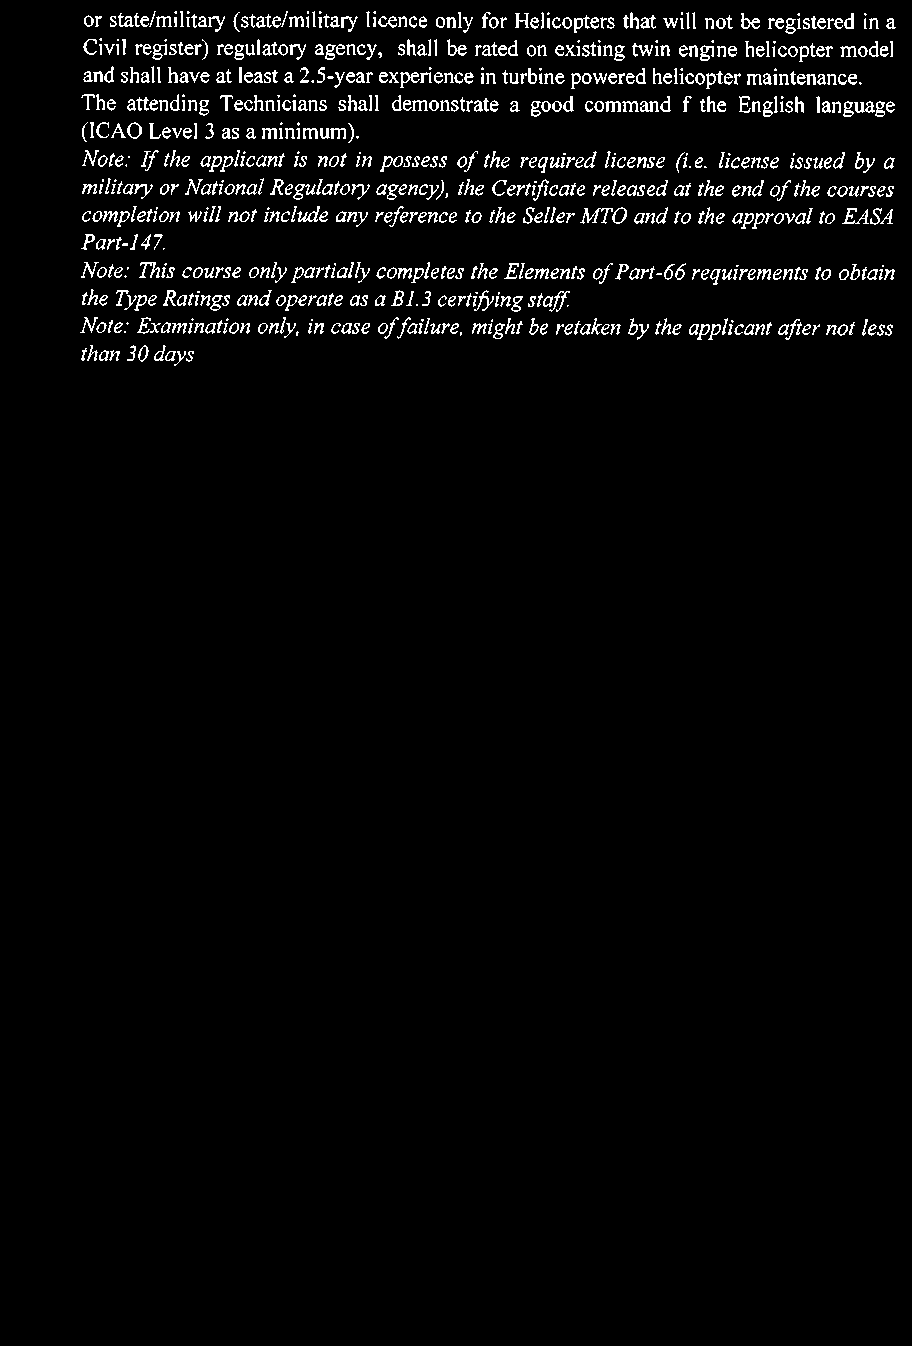 or state/military (state/military licence only for Helicopters that will not be registered in a
Civil register) regulatory agency, shall be rated on existing twin engine helicopter model
and shall have at least a 2.5-year experience in turbine powered helicopter maintenance.
The attending Technicians shall demonstrate a good command f the English language
(ICAO Level 3 as a minimum).
Note: If the applicant is not in possess of the required license (i.e. license issued by a
military or National Regulatory agency), the Certificate released at the end of the courses
completion will not include any reference to the Seller MTO and to the approval to EASA
Part-147.
Note: This course only partially completes the Elements of Part-66 requirements to obtain
the Type Ratings and operate as a B1.3 certifying staff.
Note: Examination only, in case of failure, might be retaken by the applicant after not less
than 30 days